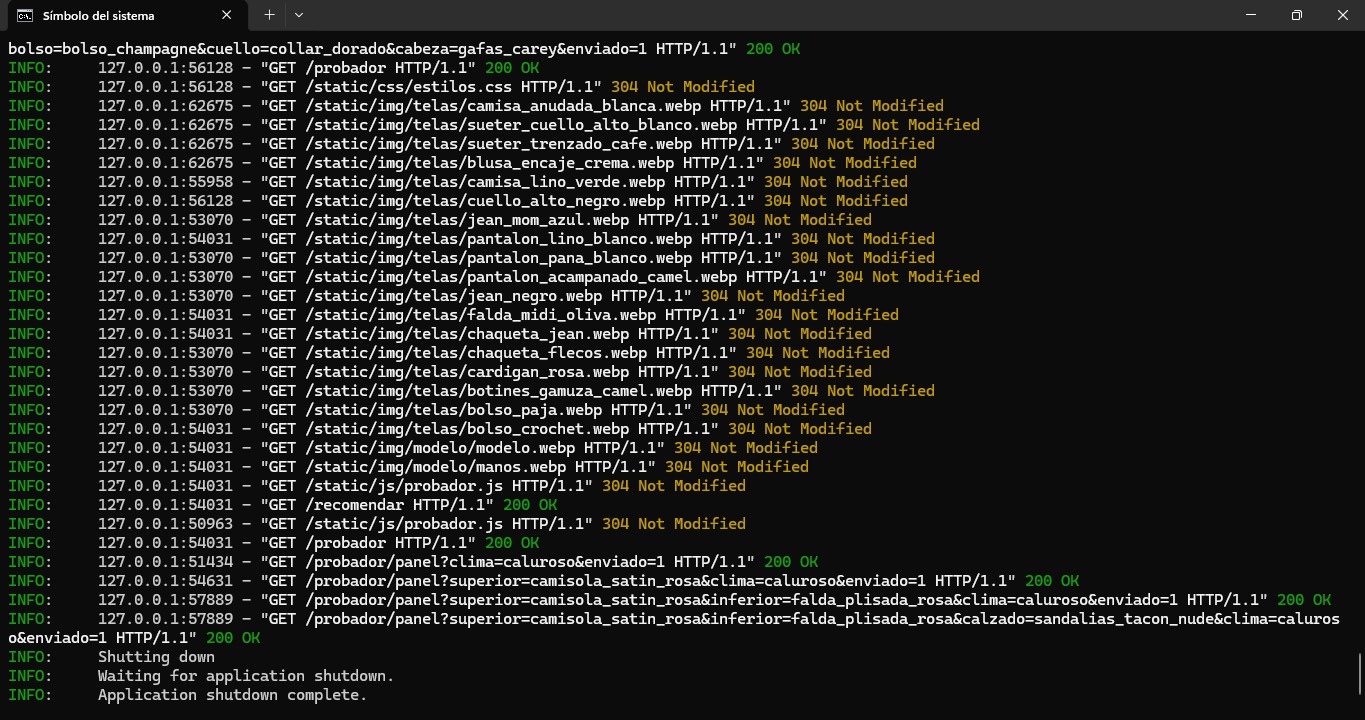 Símbolo del sistema
bolso=bolso_champagne&cuello=collar_dorado&cabeza=gafas_carey&enviado=1 HTTP/1.1" 200 OK
INFO: 127.0.0.1:56128 - "GET /probador HTTP/1.1" 200 OK
INFO: 127.0.0.1:56128 - "GET /static/css/estilos.css HTTP/1.1" 304 Not Modified
INFO: 127.0.0.1:62675 - "GET /static/img/telas/camisa_anudada_blanca.webp HTTP/1.1" 304 Not Modified
INFO: 127.0.0.1:62675 - "GET /static/img/telas/sueter_cuello_alto_blanco.webp HTTP/1.1" 304 Not Modified
INFO: 127.0.0.1:62675 - "GET /static/img/telas/sueter_trenzado_cafe.webp HTTP/1.1" 304 Not Modified
INFO: 127.0.0.1:62675 - "GET /static/img/telas/blusa_encaje_crema.webp HTTP/1.1" 304 Not Modified
INFO: 127.0.0.1:55958 - "GET /static/img/telas/camisa_lino_verde.webp HTTP/1.1" 304 Not Modified
INFO: 127.0.0.1:56128 - "GET /static/img/telas/cuello_alto_negro.webp HTTP/1.1" 304 Not Modified
INFO: 127.0.0.1:53070 - "GET /static/img/telas/jean_mom_azul.webp HTTP/1.1" 304 Not Modified
INFO: 127.0.0.1:54031 - "GET /static/img/telas/pantalon_lino_blanco.webp HTTP/1.1" 304 Not Modified
INFO: 127.0.0.1:53070 - "GET /static/img/telas/pantalon_pana_blanco.webp HTTP/1.1" 304 Not Modified
INFO: 127.0.0.1:53070 - "GET /static/img/telas/pantalon_acampanado_camel.webp HTTP/1.1" 304 Not Modified
INFO: 127.0.0.1:53070 - "GET /static/img/telas/jean_negro.webp HTTP/1.1" 304 Not Modified
INFO: 127.0.0.1:54031 - "GET /static/img/telas/falda_midi_oliva.webp HTTP/1.1" 304 Not Modified
INFO: 127.0.0.1:54031 - "GET /static/img/telas/chaqueta_jean.webp HTTP/1.1" 304 Not Modified
INFO: 127.0.0.1:53070 - "GET /static/img/telas/chaqueta_flecos.webp HTTP/1.1" 304 Not Modified
INFO: 127.0.0.1:53070 - "GET /static/img/telas/cardigan_rosa.webp HTTP/1.1" 304 Not Modified
INFO: 127.0.0.1:53070 - "GET /static/img/telas/botines_gamuza_camel.webp HTTP/1.1" 304 Not Modified
INFO: 127.0.0.1:53070 - "GET /static/img/telas/bolso_paja.webp HTTP/1.1" 304 Not Modified
INFO: 127.0.0.1:54031 - "GET /static/img/telas/bolso_crochet.webp HTTP/1.1" 304 Not Modified
INFO: 127.0.0.1:54031 - "GET /static/img/modelo/modelo.webp HTTP/1.1" 304 Not Modified
INFO: 127.0.0.1:54031 - "GET /static/img/modelo/manos.webp HTTP/1.1" 304 Not Modified
INFO: 127.0.0.1:54031 - "GET /static/js/probador.js HTTP/1.1" 304 Not Modified
INFO: 127.0.0.1:54031 - "GET /recomendar HTTP/1.1" 200 OK
INFO: 127.0.0.1:50963 - "GET /static/js/probador.js HTTP/1.1" 304 Not Modified
INFO: 127.0.0.1:54031 - "GET /probador HTTP/1.1" 200 OK
INFO: 127.0.0.1:51434 - "GET /probador/panel?clima=caluroso&enviado=1 HTTP/1.1" 200 OK
INFO: 127.0.0.1:54631 - "GET /probador/panel?superior=camisola_satin_rosa&clima=caluroso&enviado=1 HTTP/1.1" 200 OK
INFO: 127.0.0.1:57889 - "GET /probador/panel?superior=camisola_satin_rosa&inferior=falda_plisada_rosa&clima=caluroso&enviado=1 HTTP/1.1" 200 OK
INFO: 127.0.0.1:57889 - "GET /probador/panel?superior=camisola_satin_rosa&inferior=falda_plisada_rosa&calzado=sandalias_tacon_nude&clima=caluros
o&enviado=1 HTTP/1.1" 200 OK
INFO: Shutting down
INFO: Waiting for application shutdown.
INFO: Application shutdown complete.